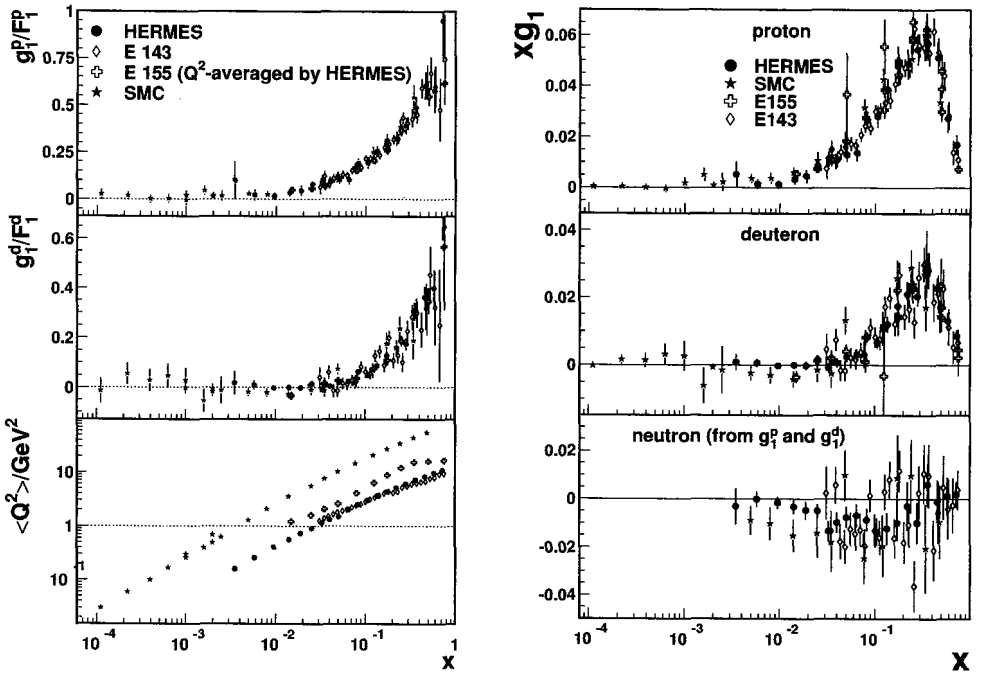 g₁ᵖ/F₁ᵖ
1
0.75
0.5
0.25
0
HERMES
E 143
E 155 (Q²-averaged by HERMES)
SMC
g₁ᵈ/F₁ᵈ
0.6
0.4
0.2
0
<Q²>/GeV²
10
1
10
10⁻⁴ 10⁻³ 10⁻² 10⁻¹ 1
x
xg₁
0.06
0.04
0.02
0
proton
HERMES
SMC
E155
E143
0.04
0.02
0
deuteron
0.02
0
-0.02
-0.04
neutron (from g₁ᵖ and g₁ᵈ)
10⁻⁴ 10⁻³ 10⁻² 10⁻¹ 1
x